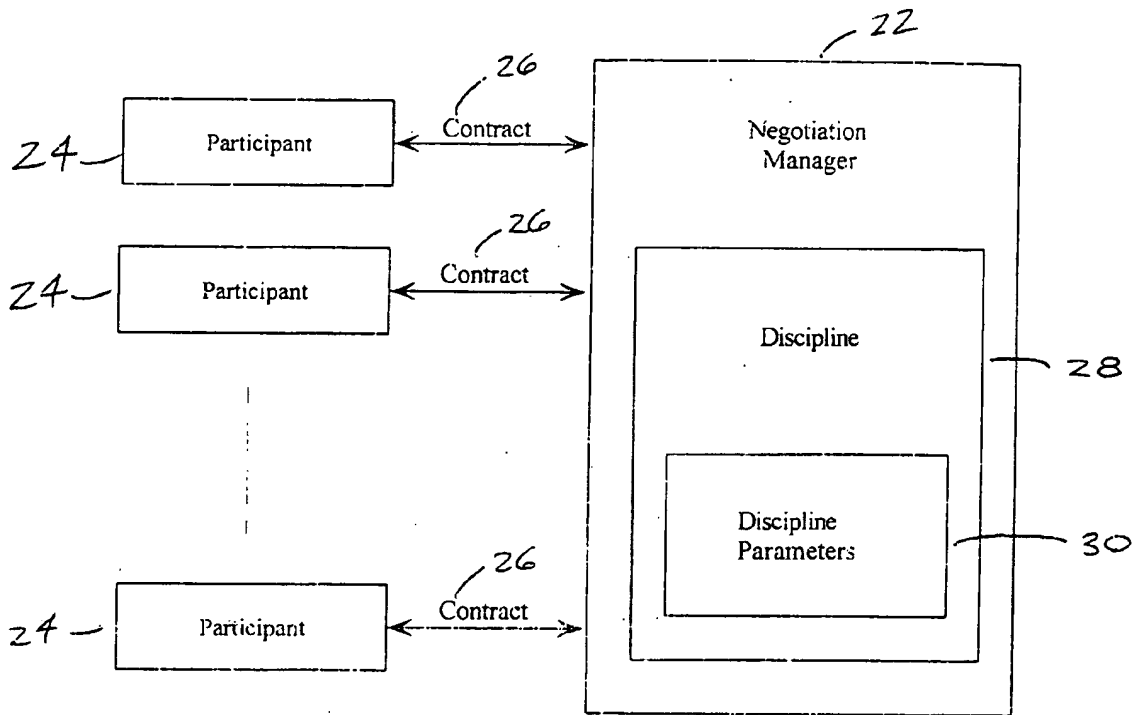 22
26
24
Participant
Contract
Negotiation
Manager
26
24
Participant
Contract
Discipline
28
Discipline
Parameters
30
26
24
Participant
Contract